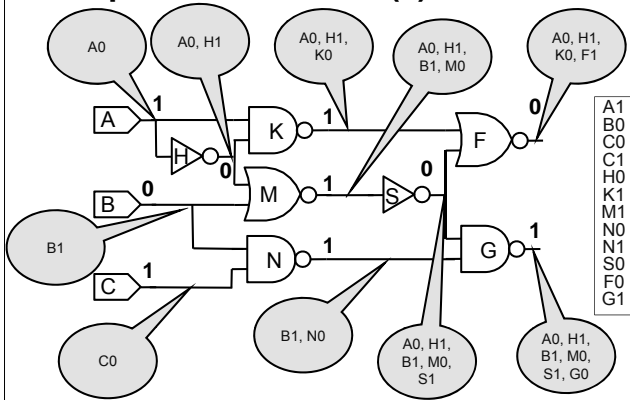 A0
A0, H1
A0, H1,
K0
A0, H1,
B1, M0
A0, H1,
K0, F1
A
1
H
0
K
1
F
0
B
0
M
1
S
0
C
1
N
1
G
1
B1
C0
B1, N0
A0, H1,
B1, M0,
S1
A0, H1,
B1, M0,
S1, G0
A1
B0
C0
C1
H0
K1
M1
N0
N1
S0
F0
G1